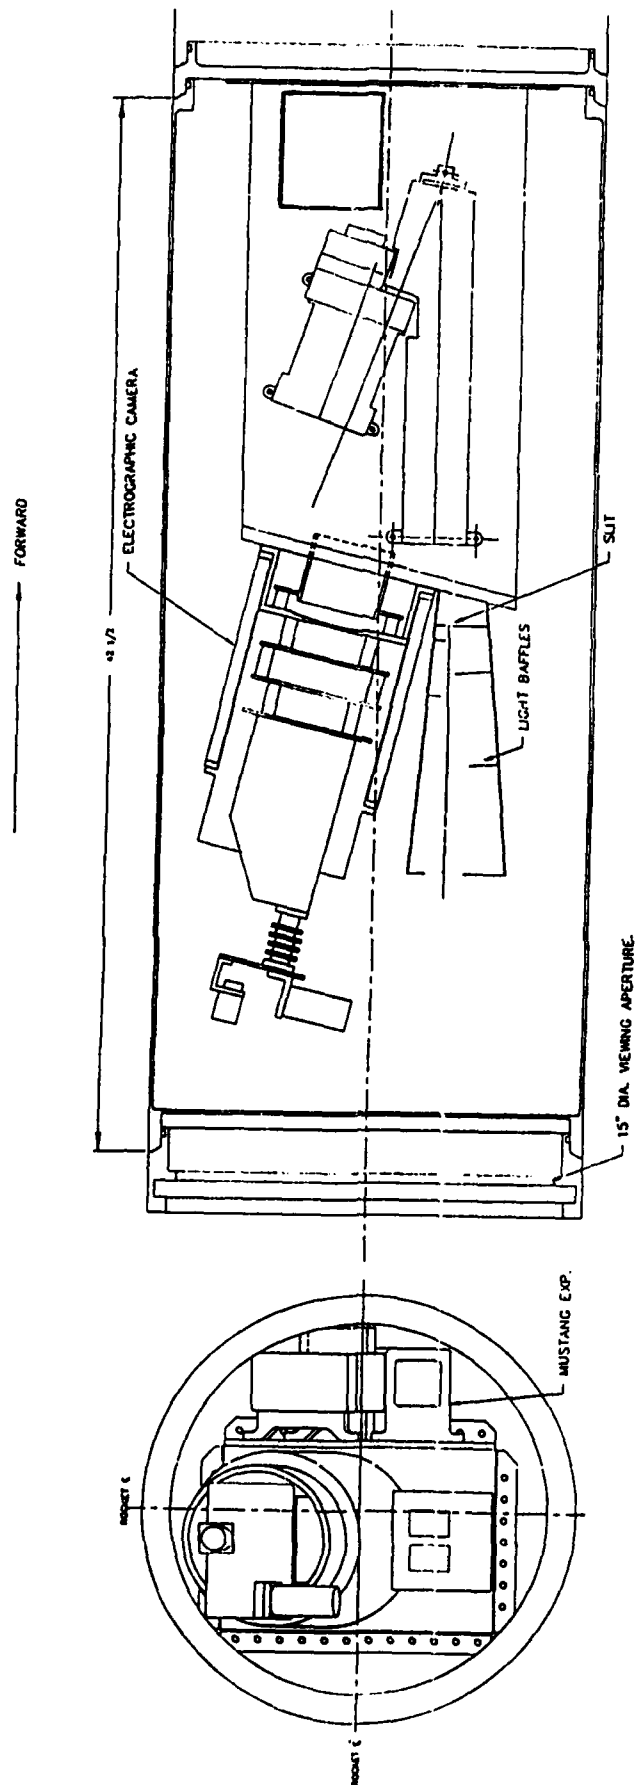 FORWARD
42 1/2
ELECTROGRAPHIC CAMERA
SLIT
LIGHT BAFFLES
15" DIA. VIEWING APERTURE.
MUSTANG EXP.
ROCKET ℄
ROCKET ℄